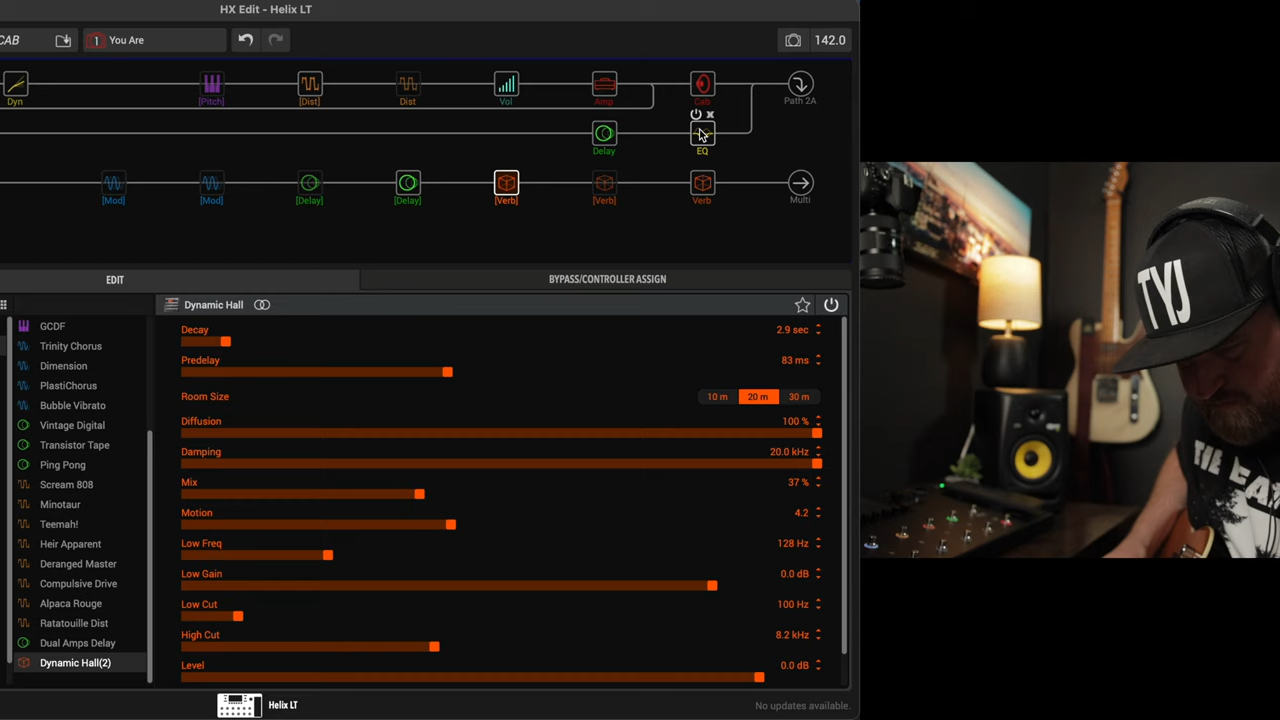 HX Edit - Helix LT
CAB
1 You Are
142.0
Dyn
[Pitch]
[Dist]
Dist
Vol
Amp
Cab
Path 2A
Delay
EQ
[Mod]
[Mod]
[Delay]
[Delay]
[Verb]
[Verb]
Verb
Multi
EDIT
BYPASS/CONTROLLER ASSIGN
Dynamic Hall
GCDF
Trinity Chorus
Dimension
PlastiChorus
Bubble Vibrato
Vintage Digital
Transistor Tape
Ping Pong
Scream 808
Minotaur
Teemah!
Heir Apparent
Deranged Master
Compulsive Drive
Alpaca Rouge
Ratatouille Dist
Dual Amps Delay
Dynamic Hall(2)
Decay 2.9 sec
Predelay 83 ms
Room Size 10 m 20 m 30 m
Diffusion 100 %
Damping 20.0 kHz
Mix 37 %
Motion 4.2
Low Freq 128 Hz
Low Gain 0.0 dB
Low Cut 100 Hz
High Cut 8.2 kHz
Level 0.0 dB
Helix LT
No updates available.
TYJ
THE